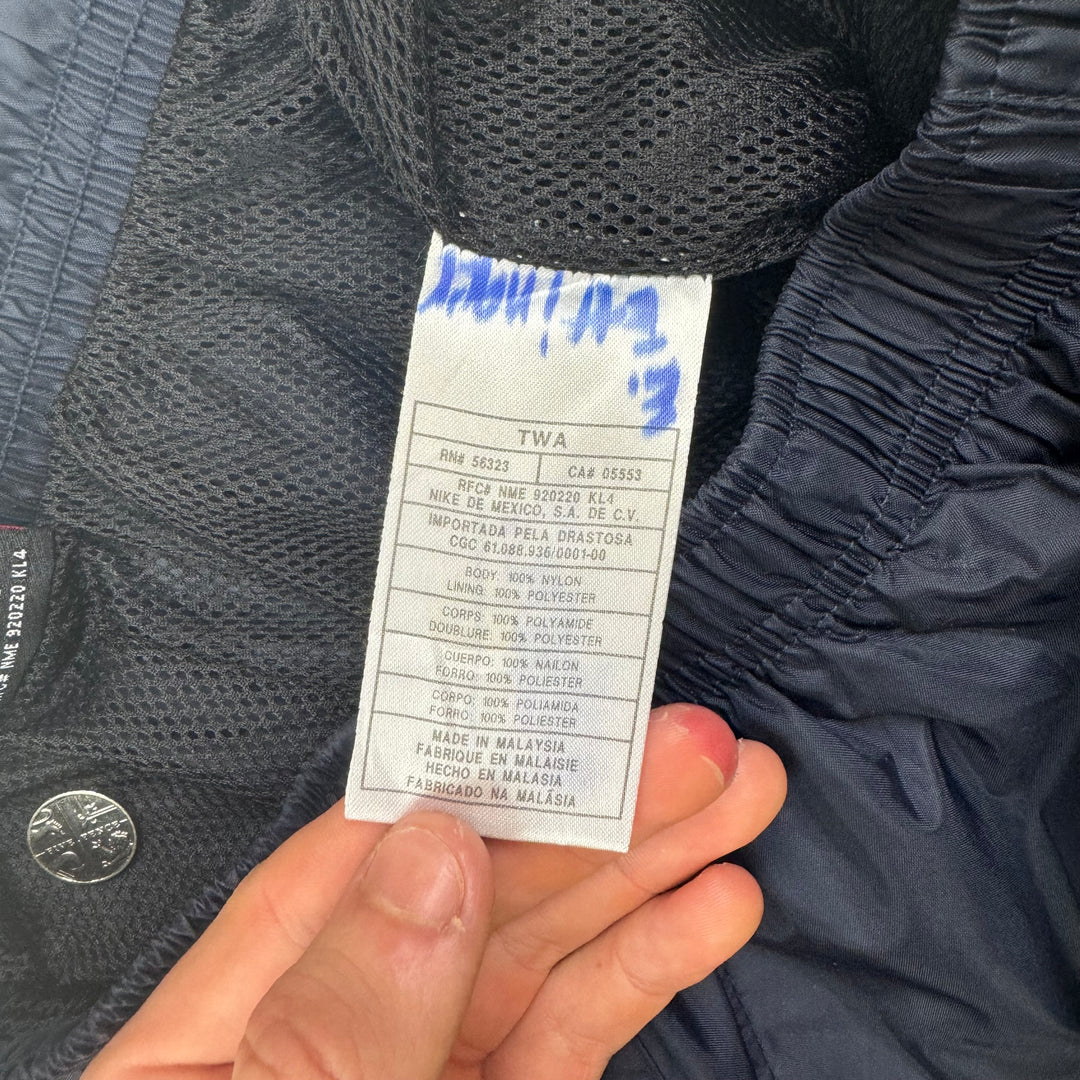 TWA
RN# 56323 CA# 05553
RFC# NME 920220 KL4
NIKE DE MEXICO, S.A. DE C.V.
IMPORTADA PELA DRASTOSA
CGC 61.088.936/0001-00
BODY: 100% NYLON
LINING: 100% POLYESTER
CORPS: 100% POLYAMIDE
DOUBLURE: 100% POLYESTER
CUERPO: 100% NAILON
FORRO: 100% POLIESTER
CORPO: 100% POLIAMIDA
FORRO: 100% POLIESTER
MADE IN MALAYSIA
FABRIQUE EN MALAISIE
HECHO EN MALASIA
FABRICADO NA MALÁSIA
NME 920220 KL4
FIVE PENCE